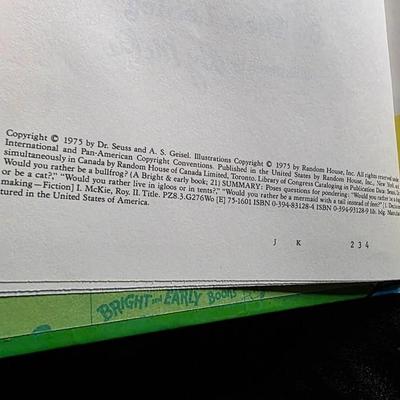 Copyright © 1975 by Dr. Seuss and A. S. Geisel. Illustrations Copyright © 1975 by Random House, Inc. All rights reserved under
International and Pan-American Copyright Conventions. Published in the United States by Random House, Inc., New York, and
simultaneously in Canada by Random House of Canada Limited, Toronto. Library of Congress Cataloging in Publication Data: Seuss, Dr.
Would you rather be a bullfrog? (A Bright & early book; 21) SUMMARY: Poses questions for pondering: "Would you rather be a
or be a cat?," "Would you rather live in igloos or in tents?," "Would you rather be a mermaid with a tail instead of feet?" [1.
making—Fiction] I. McKie, Roy. II. Title. PZ8.3.G276Wo [E] 75-1601 ISBN 0-394-83128-4 ISBN 0-394-93128-9 lib. bdg.
tured in the United States of America.
J K 2 3 4
BRIGHT and EARLY BOOKS